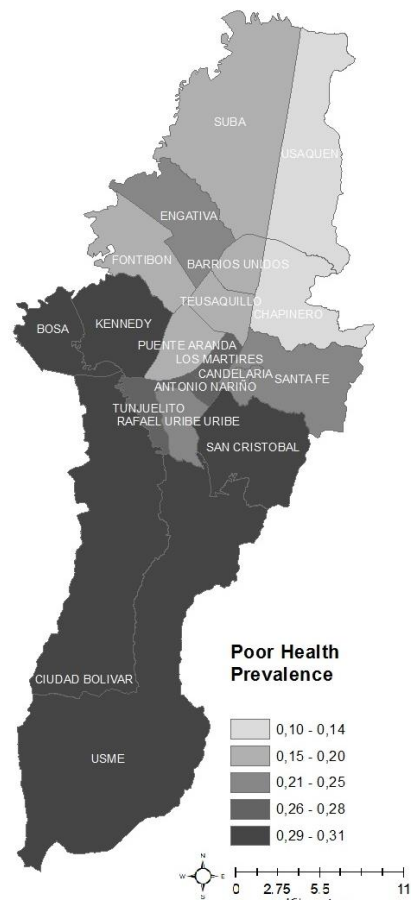 SUBA
USAQUEN
ENGATIVA
FONTIBON
BARRIOS UNIDOS
TEUSAQUILLO
CHAPINERO
BOSA
KENNEDY
PUENTE ARANDA
LOS MARTIRES
CANDELARIA
SANTA FE
ANTONIO NARIÑO
TUNJUELITO
RAFAEL URIBE URIBE
SAN CRISTOBAL
CIUDAD BOLIVAR
USME
Poor Health
Prevalence
0,10 - 0,14
0,15 - 0,20
0,21 - 0,25
0,26 - 0,28
0,29 - 0,31
N
W E
S
0 2.75 5.5 11